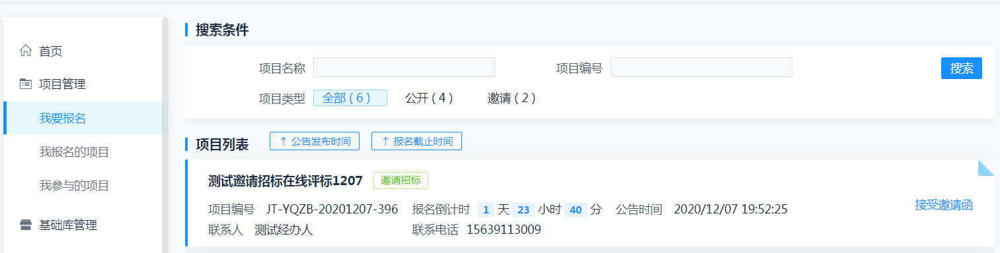 首页
项目管理
我要报名
我报名的项目
我参与的项目
基础库管理
搜索条件
项目名称 项目编号 搜索
项目类型 全部 ( 6 ) 公开 ( 4 ) 邀请 ( 2 )
项目列表 ↑ 公告发布时间 ↑ 报名截止时间
测试邀请招标在线评标1207 邀请招标
项目编号 JT-YQZB-20201207-396 报名倒计时 1 天 23 小时 40 分 公告时间 2020/12/07 19:52:25 接受邀请函
联系人 测试经办人 联系电话 15639113009